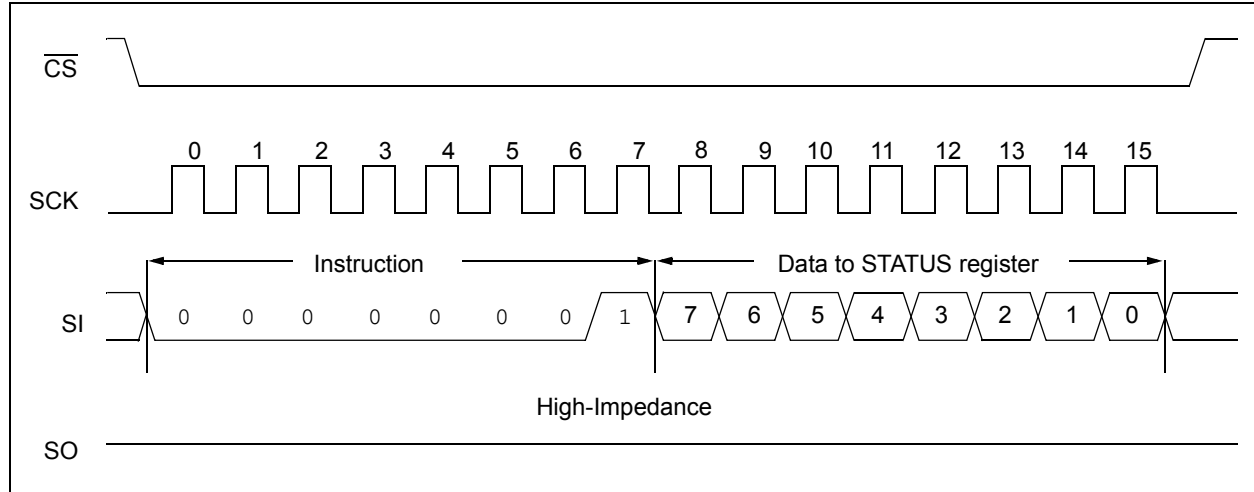 CS
0 1 2 3 4 5 6 7 8 9 10 11 12 13 14 15
SCK
Instruction Data to STATUS register
SI 0 0 0 0 0 0 0 1 7 6 5 4 3 2 1 0
High-Impedance
SO